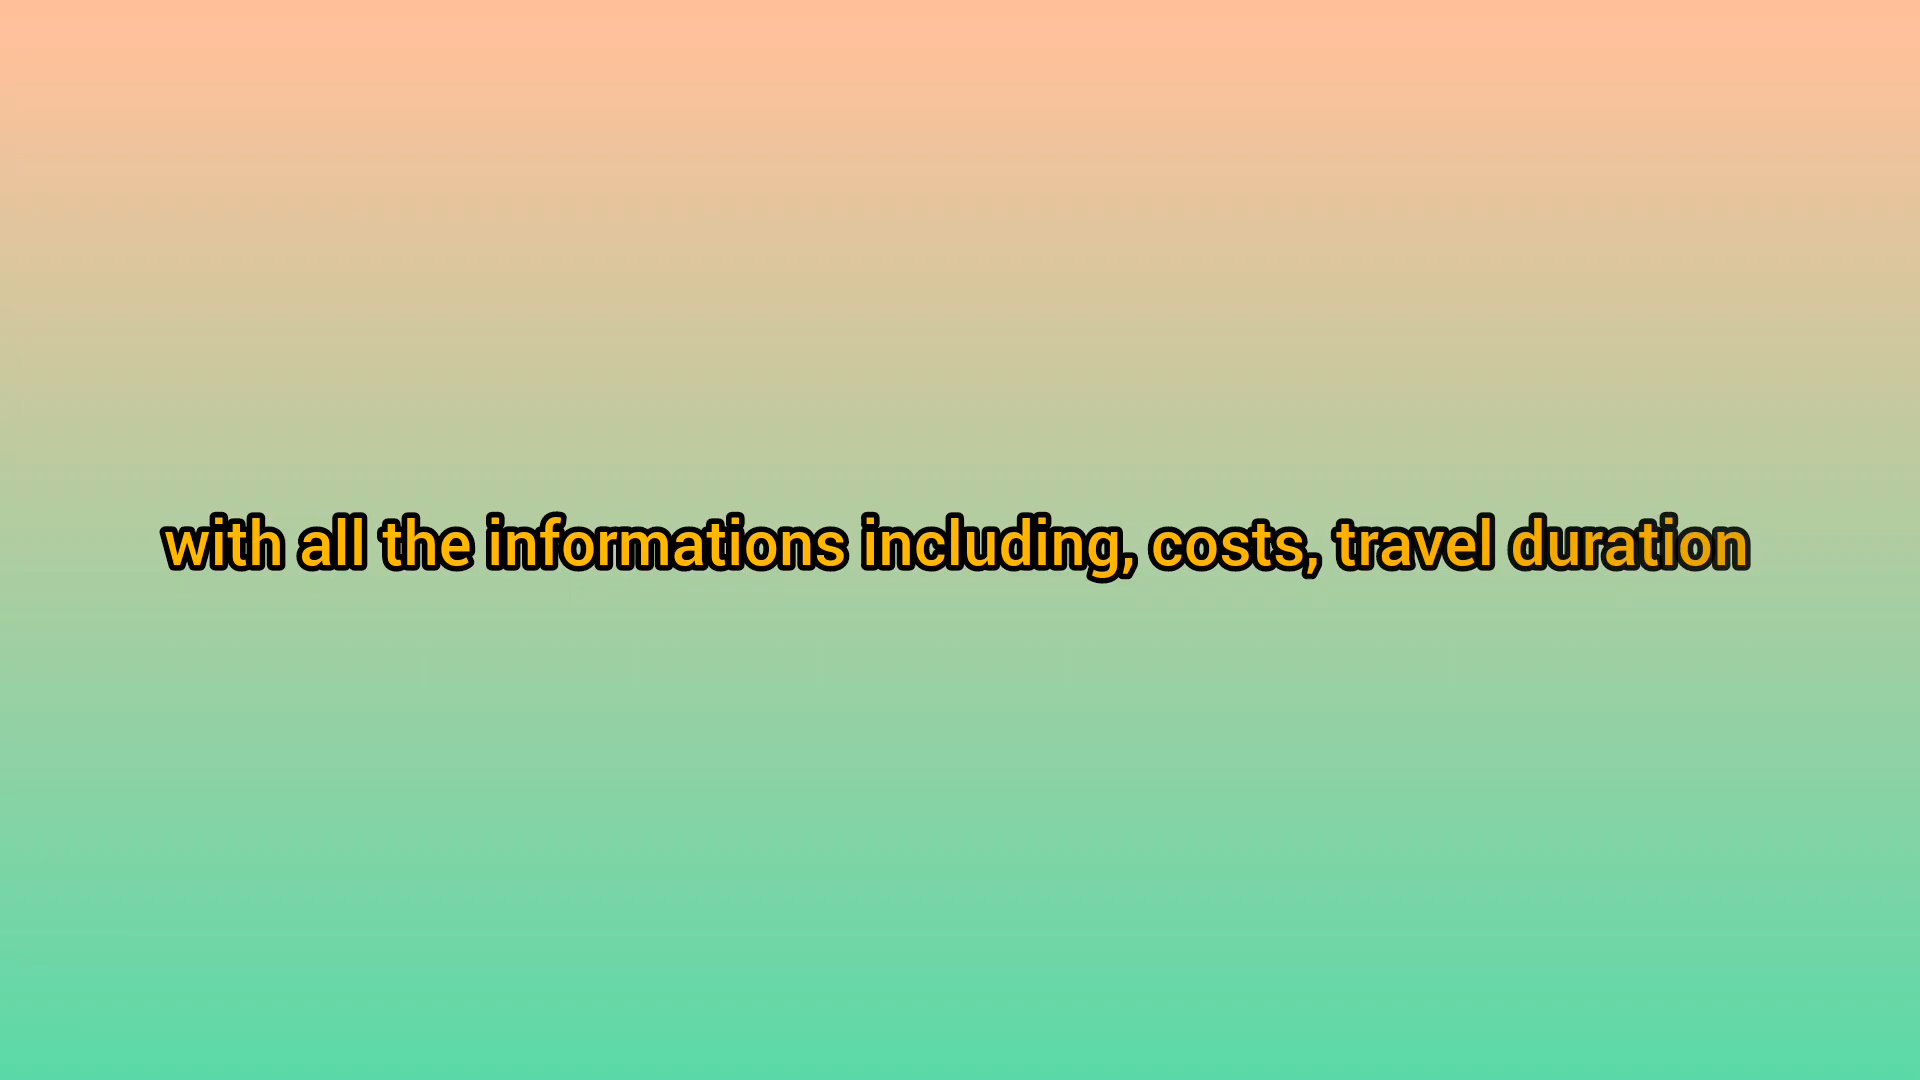 with all the informations including, costs, travel duration